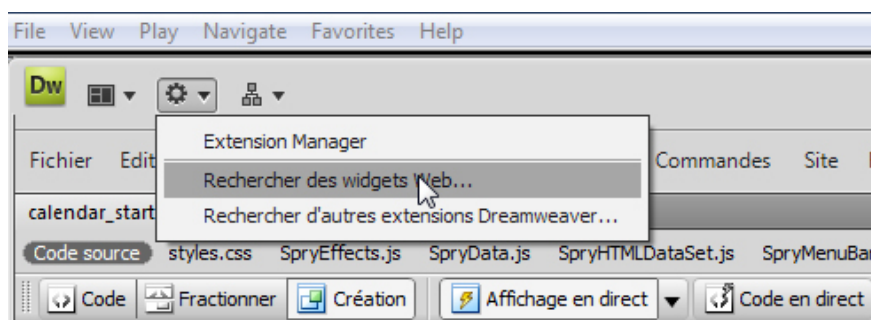 File View Play Navigate Favorites Help
Dw
Extension Manager
Fichier Edit Commandes Site
Rechercher des widgets Web...
calendar_start
Rechercher d'autres extensions Dreamweaver...
Code source styles.css SpryEffects.js SpryData.js SpryHTMLDataSet.js SpryMenuBar
Code Fractionner Création Affichage en direct Code en direct